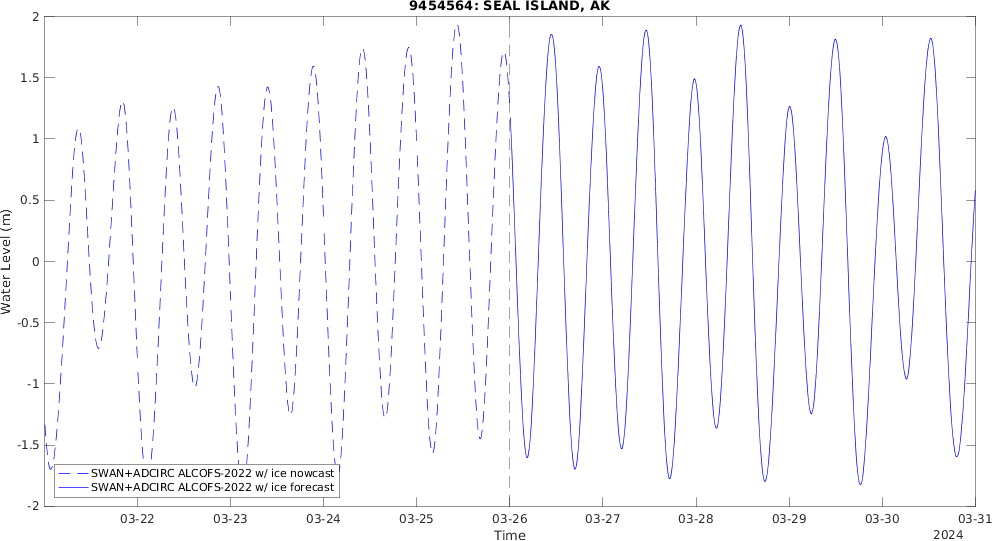 9454564: SEAL ISLAND, AK
2
1.5
1
0.5
0
-0.5
-1
-1.5
-2
Water Level (m)
SWAN+ADCIRC ALCOFS-2022 w/ ice nowcast
SWAN+ADCIRC ALCOFS-2022 w/ ice forecast
03-22 03-23 03-24 03-25 03-26 03-27 03-28 03-29 03-30 03-31
Time
2024